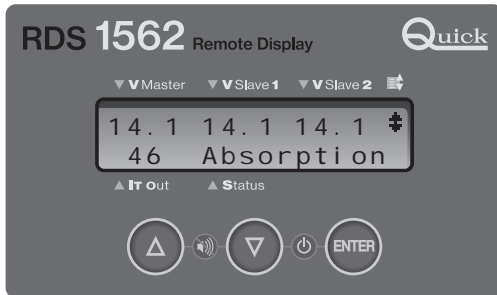 RDS 1562 Remote Display
Quick
▼ V Master ▼ V Slave 1 ▼ V Slave 2
14.1 14.1 14.1
46 Absorption
▲ IT Out ▲ Status
ENTER